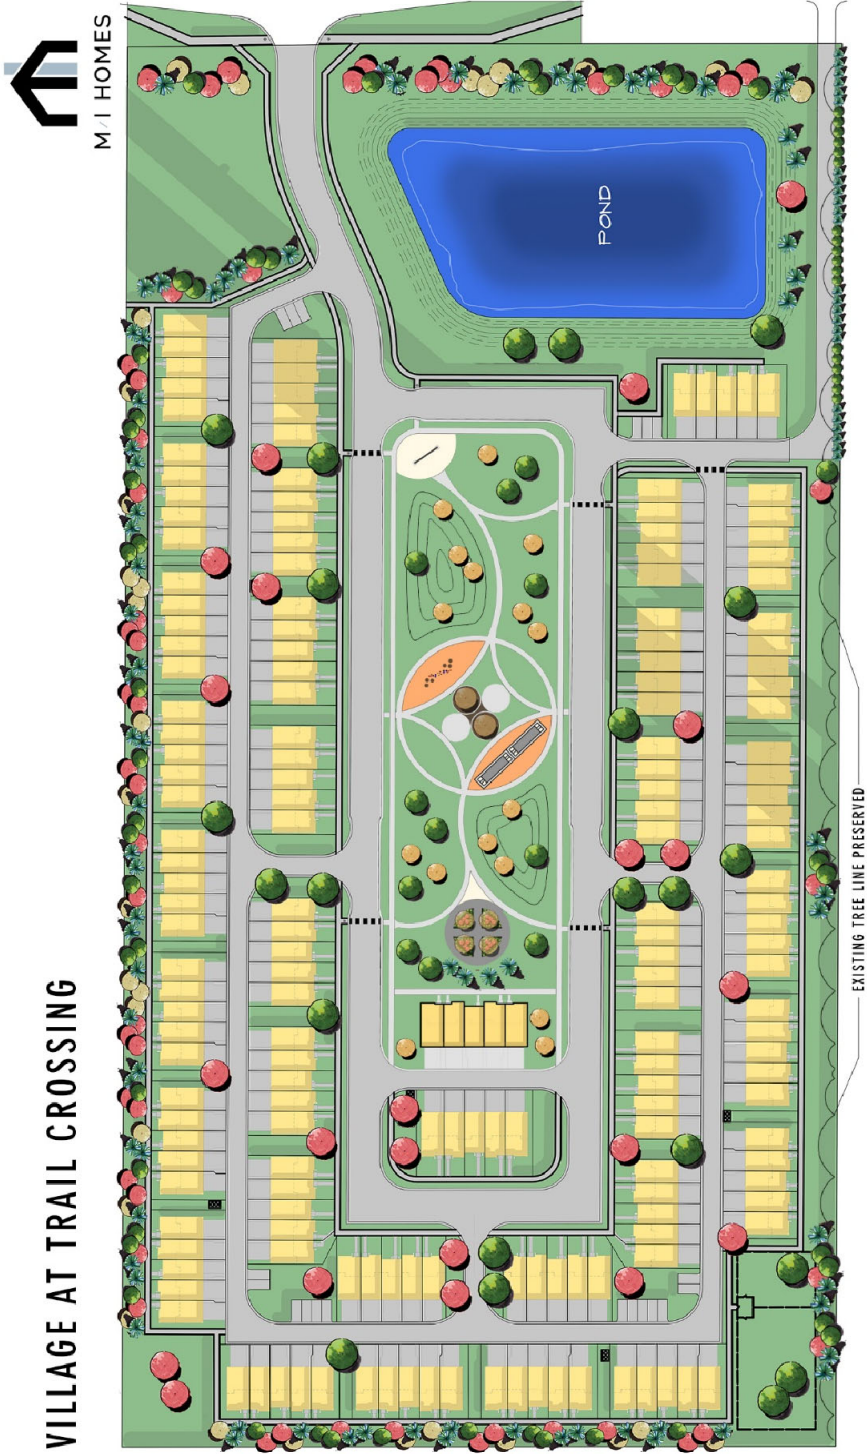 VILLAGE AT TRAIL CROSSING
M/I HOMES
POND
EXISTING TREE LINE PRESERVED